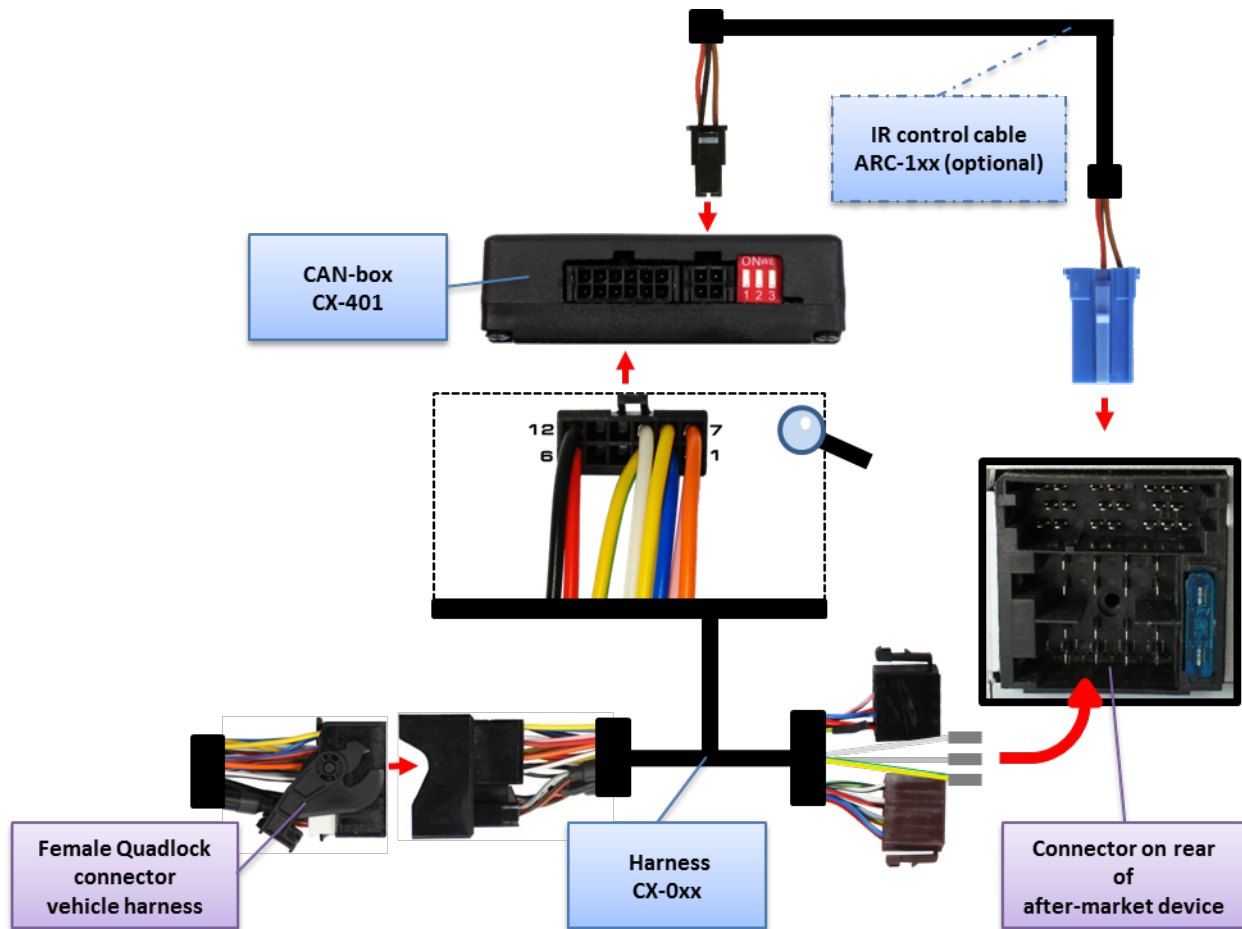 IR control cable
ARC-1xx (optional)
CAN-box
CX-401
ON
1 2 3
12
7
6
1
Female Quadlock
connector
vehicle harness
Harness
CX-0xx
Connector on rear
of
after-market device